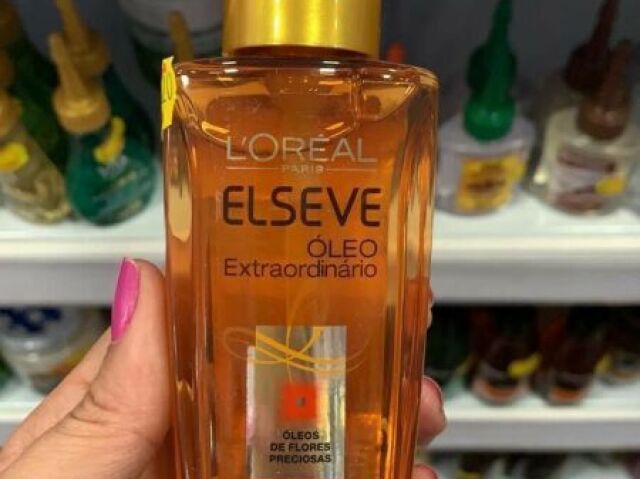 L'ORÉAL
PARIS
ELSEVE
ÓLEO
Extraordinário
ÓLEOS
DE FLORES
PRECIOSAS